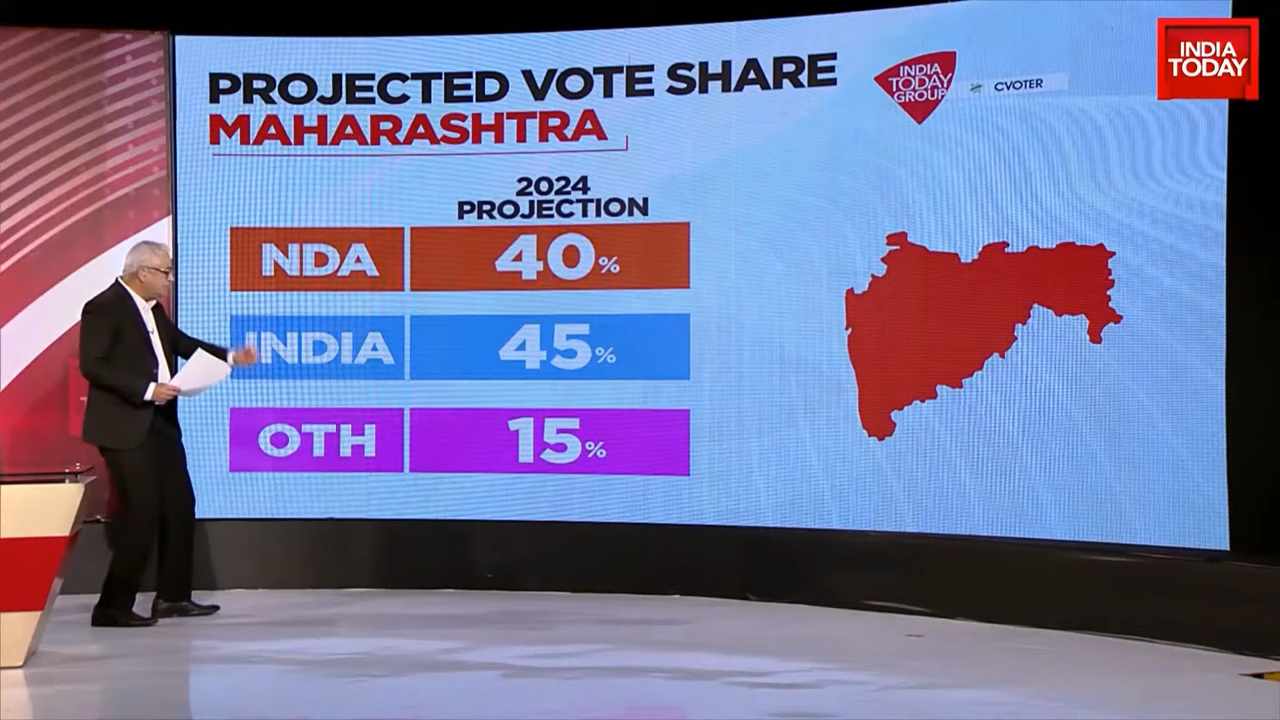 PROJECTED VOTE SHARE
MAHARASHTRA
INDIA
TODAY
GROUP
CVOTER
INDIA
TODAY
2024
PROJECTION
NDA 40%
INDIA 45%
OTH 15%